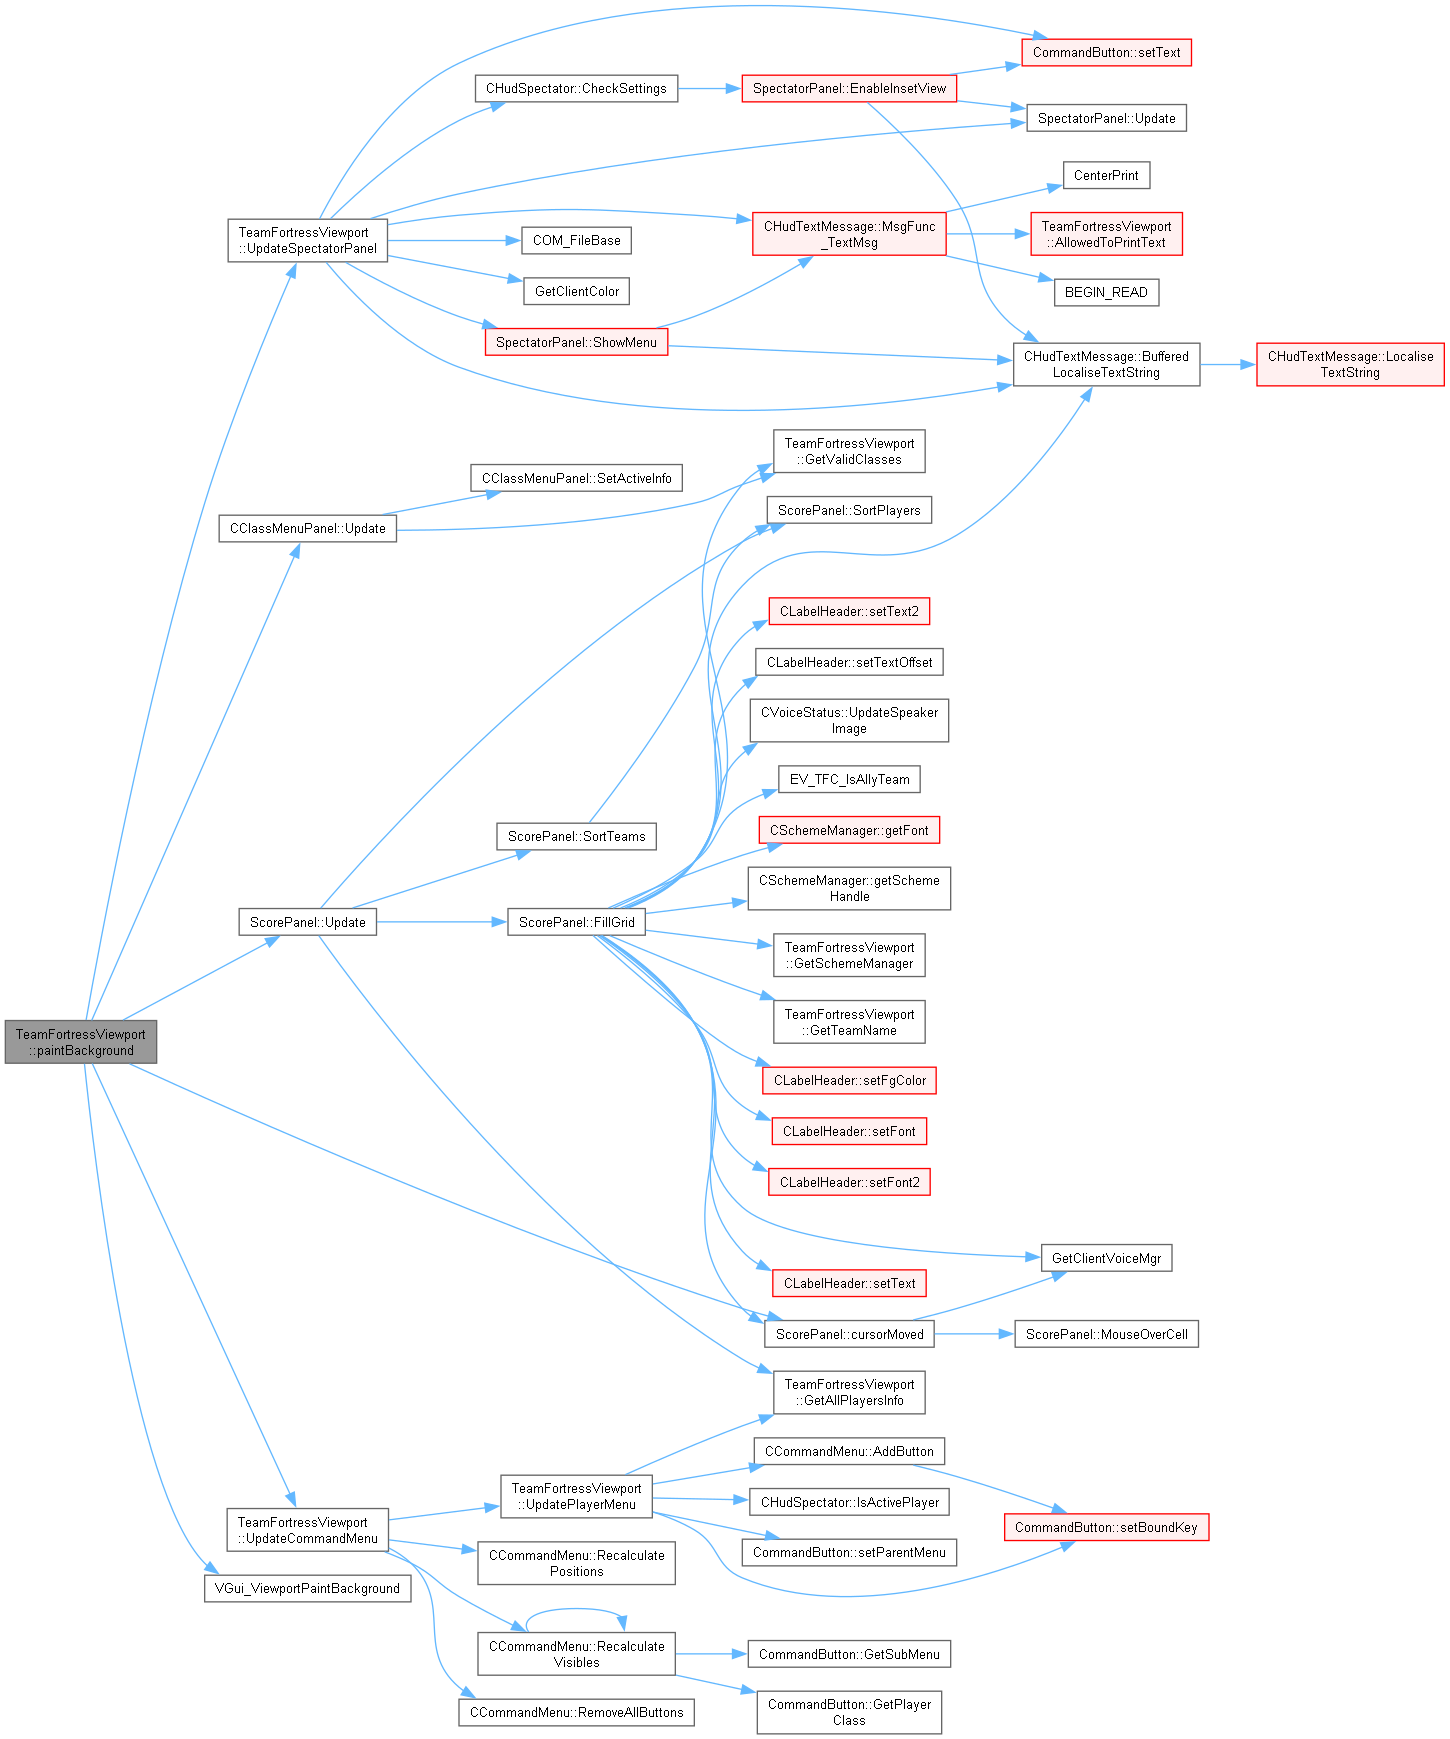 CommandButton::setText
CHudSpectator::CheckSettings
SpectatorPanel::EnableInsetView
SpectatorPanel::Update
CenterPrint
TeamFortressViewport
::UpdateSpectatorPanel
CHudTextMessage::MsgFunc
_TextMsg
TeamFortressViewport
::AllowedToPrintText
COM_FileBase
GetClientColor
BEGIN_READ
SpectatorPanel::ShowMenu
CHudTextMessage::Buffered
LocaliseTextString
CHudTextMessage::Localise
TextString
TeamFortressViewport
::GetValidClasses
CClassMenuPanel::SetActiveInfo
CClassMenuPanel::Update
ScorePanel::SortPlayers
CLabelHeader::setText2
CLabelHeader::setTextOffset
CVoiceStatus::UpdateSpeaker
Image
EV_TFC_IsAllyTeam
ScorePanel::SortTeams
CSchemeManager::getFont
CSchemeManager::getScheme
Handle
ScorePanel::Update
ScorePanel::FillGrid
TeamFortressViewport
::GetSchemeManager
TeamFortressViewport
::GetTeamName
TeamFortressViewport
::paintBackground
CLabelHeader::setFgColor
CLabelHeader::setFont
CLabelHeader::setFont2
GetClientVoiceMgr
CLabelHeader::setText
ScorePanel::cursorMoved
ScorePanel::MouseOverCell
TeamFortressViewport
::GetAllPlayersInfo
CCommandMenu::AddButton
TeamFortressViewport
::UpdatePlayerMenu
CHudSpectator::IsActivePlayer
TeamFortressViewport
::UpdateCommandMenu
CommandButton::setBoundKey
CommandButton::setParentMenu
CCommandMenu::Recalculate
Positions
VGui_ViewportPaintBackground
CCommandMenu::Recalculate
Visibles
CommandButton::GetSubMenu
CCommandMenu::RemoveAllButtons
CommandButton::GetPlayer
Class